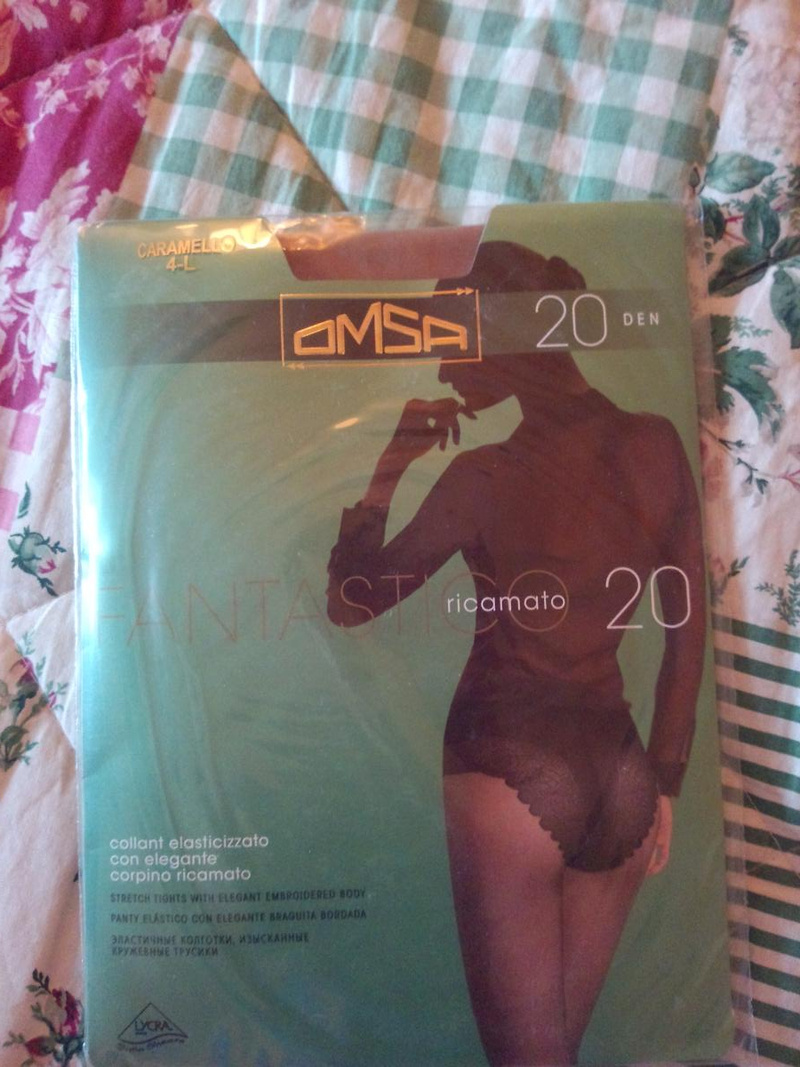 CARAMELLO
4-L
OMSA
20 DEN
FANTASTICO
ricamato 20
collant elasticizzato
con elegante
corpino ricamato
STRETCH TIGHTS WITH ELEGANT EMBROIDERED BODY
PANTY ELÁSTICO CON ELEGANTE BRAGUITA BORDADA
ЭЛАСТИЧНЫЕ КОЛГОТКИ, ИЗЫСКАННЫЕ
КРУЖЕВНЫЕ ТРУСИКИ
LYCRA